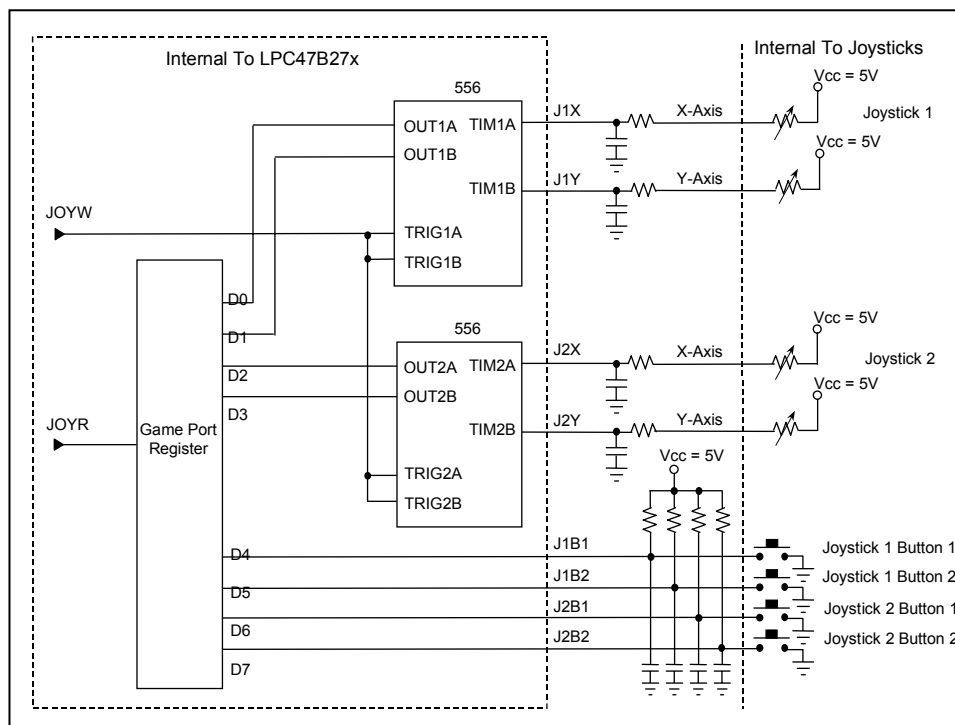 Internal To LPC47B27x
Internal To Joysticks
Vcc = 5V
556
J1X
X-Axis
Joystick 1
OUT1A
TIM1A
OUT1B
Vcc = 5V
TIM1B
J1Y
Y-Axis
JOYW
TRIG1A
TRIG1B
D0
D1
556
Vcc = 5V
J2X
X-Axis
Joystick 2
D2
OUT2A
TIM2A
Vcc = 5V
OUT2B
D3
JOYR
Game Port
Register
TIM2B
J2Y
Y-Axis
Vcc = 5V
TRIG2A
TRIG2B
D4
J1B1
Joystick 1 Button 1
D5
J1B2
Joystick 1 Button 2
D6
J2B1
Joystick 2 Button 1
D7
J2B2
Joystick 2 Button 2